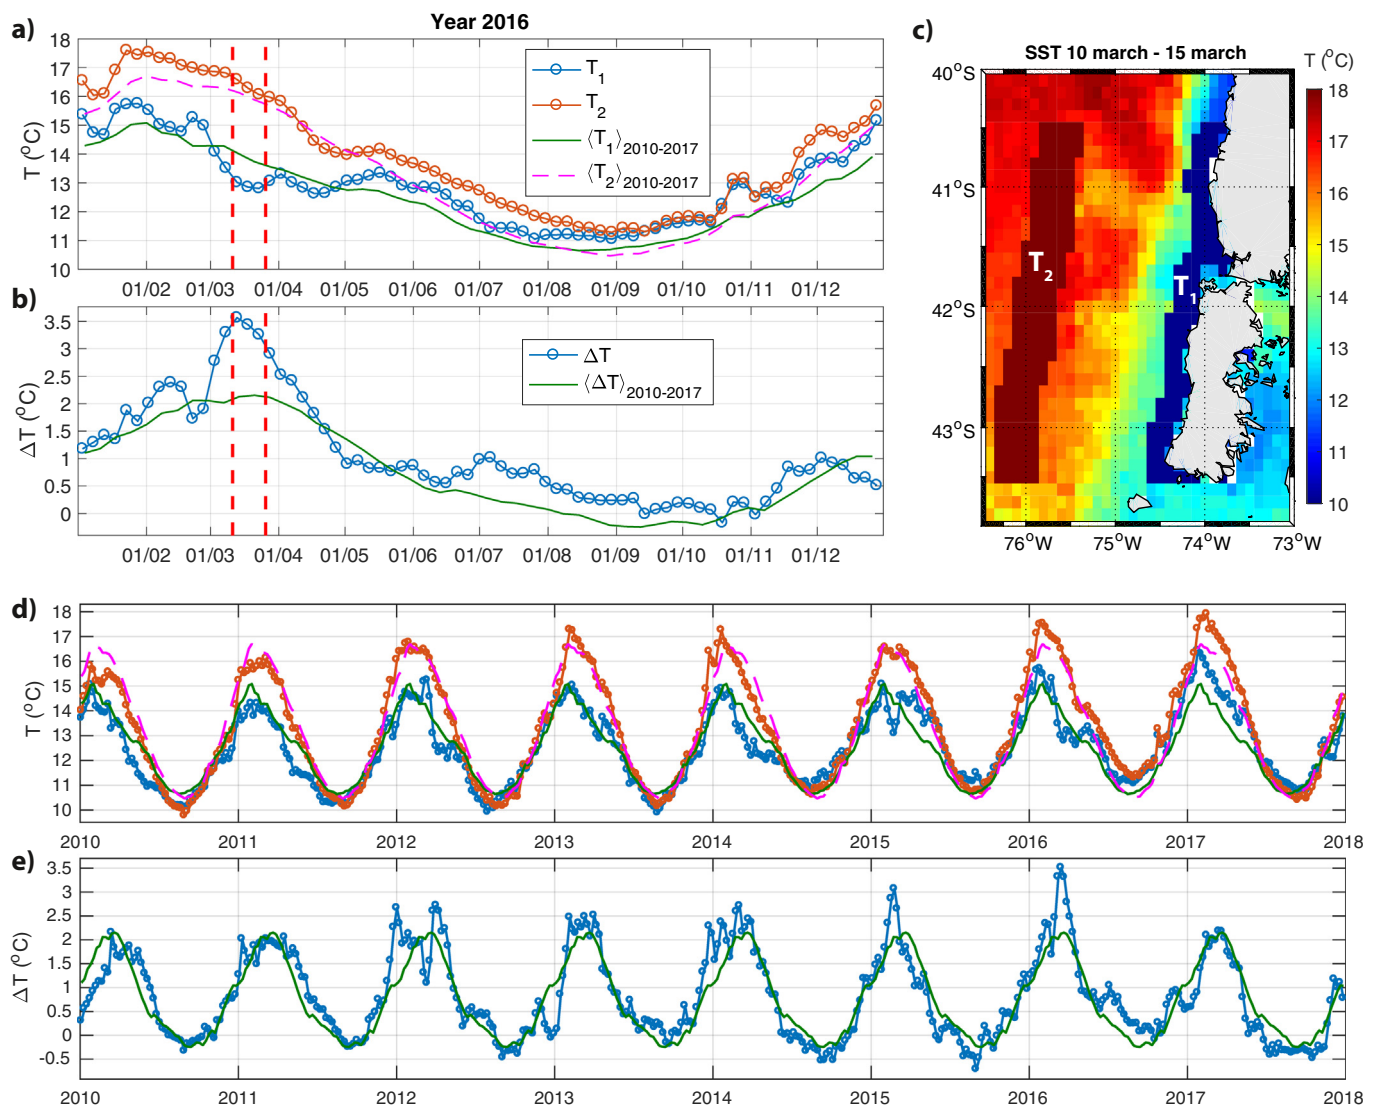 a)
Year 2016
18
17
16
15
14
13
12
11
10
T (°C)
T₁
T₂
⟨T₁⟩2010-2017
⟨T₂⟩2010-2017
01/02 01/03 01/04 01/05 01/06 01/07 01/08 01/09 01/10 01/11 01/12
b)
3.5
3
2.5
2
1.5
1
0.5
0
ΔT (°C)
ΔT
⟨ΔT⟩2010-2017
01/02 01/03 01/04 01/05 01/06 01/07 01/08 01/09 01/10 01/11 01/12
c)
SST 10 march - 15 march
T (°C)
40°S
41°S
42°S
43°S
T₂
T₁
76°W 75°W 74°W 73°W
18
17
16
15
14
13
12
11
10
d)
18
17
16
15
14
13
12
11
10
T (°C)
2010 2011 2012 2013 2014 2015 2016 2017 2018
e)
3.5
3
2.5
2
1.5
1
0.5
0
-0.5
ΔT (°C)
2010 2011 2012 2013 2014 2015 2016 2017 2018